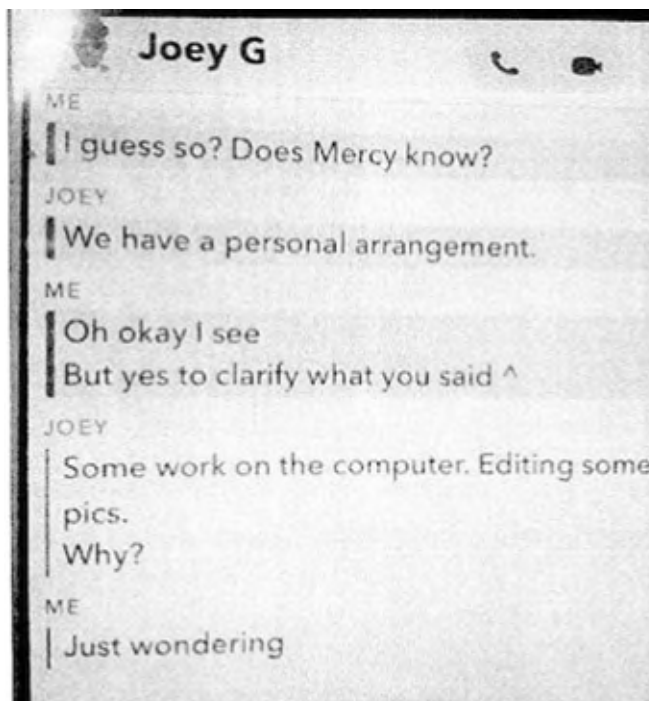 Joey G
ME
I guess so? Does Mercy know?
JOEY
We have a personal arrangement.
ME
Oh okay I see
But yes to clarify what you said ^
JOEY
Some work on the computer. Editing some
pics.
Why?
ME
Just wondering